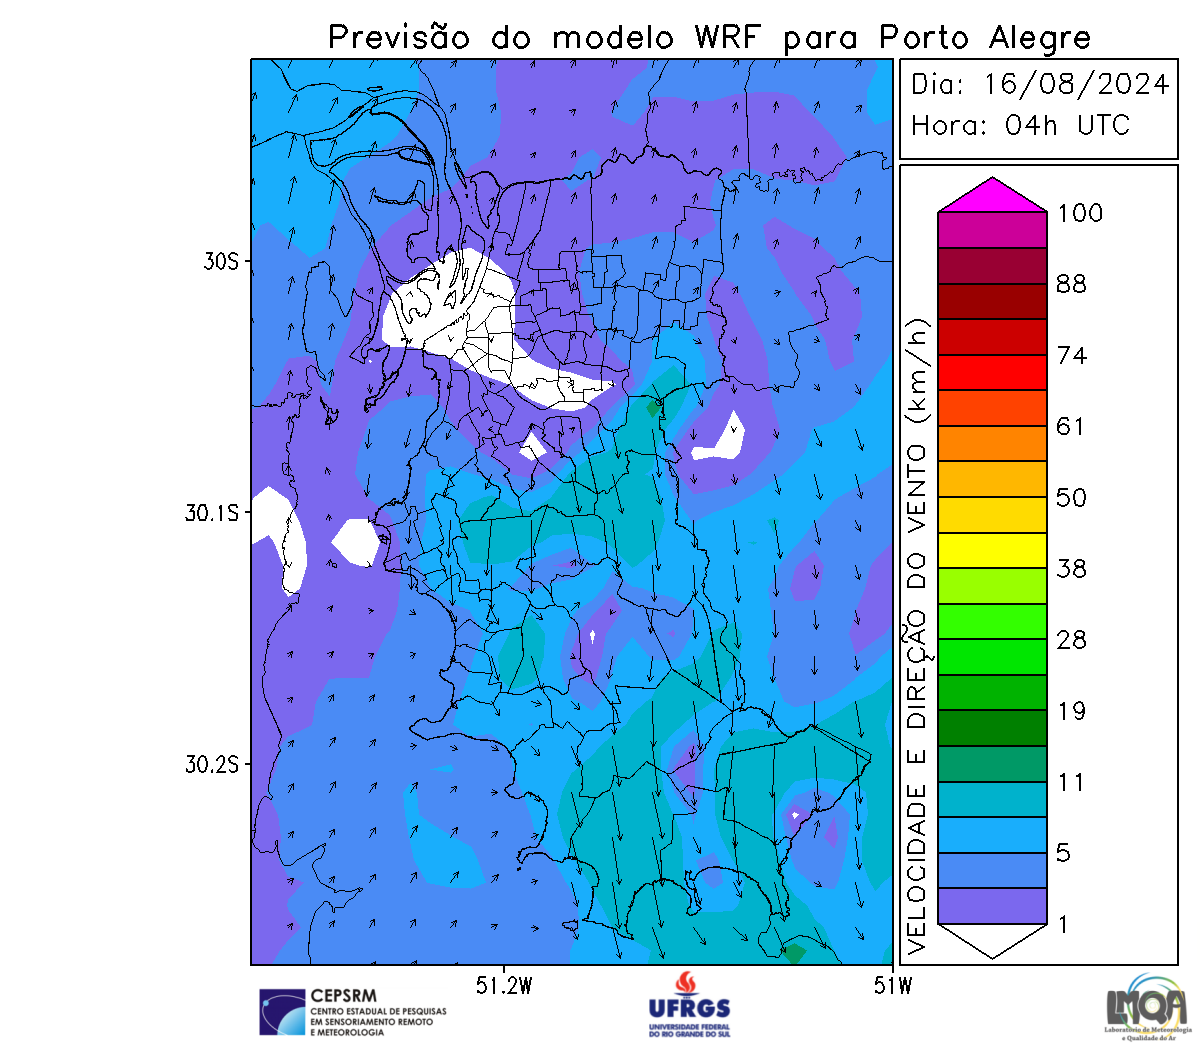 Previsão do modelo WRF para Porto Alegre
Dia: 16/08/2024
Hora: 04h UTC
30S
30.1S
30.2S
51.2W
51W
VELOCIDADE E DIREÇÃO DO VENTO (km/h)
100
88
74
61
50
38
28
19
11
5
1
CEPSRM
CENTRO ESTADUAL DE PESQUISAS
EM SENSORIAMENTO REMOTO
E METEOROLOGIA
UFRGS
UNIVERSIDADE FEDERAL
DO RIO GRANDE DO SUL
LMQA
Laboratório de Meteorologia
e Qualidade do Ar